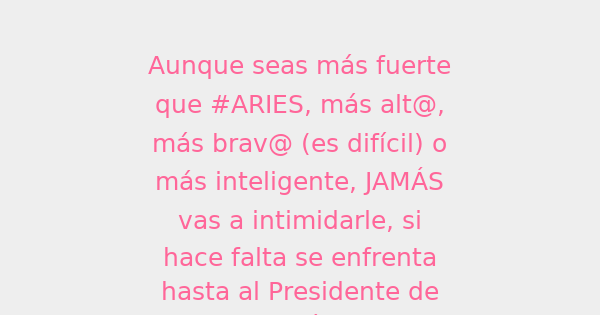 Aunque seas más fuerte
que #ARIES, más alt@,
más brav@ (es difícil) o
más inteligente, JAMÁS
vas a intimidarle, si
hace falta se enfrenta
hasta al Presidente de